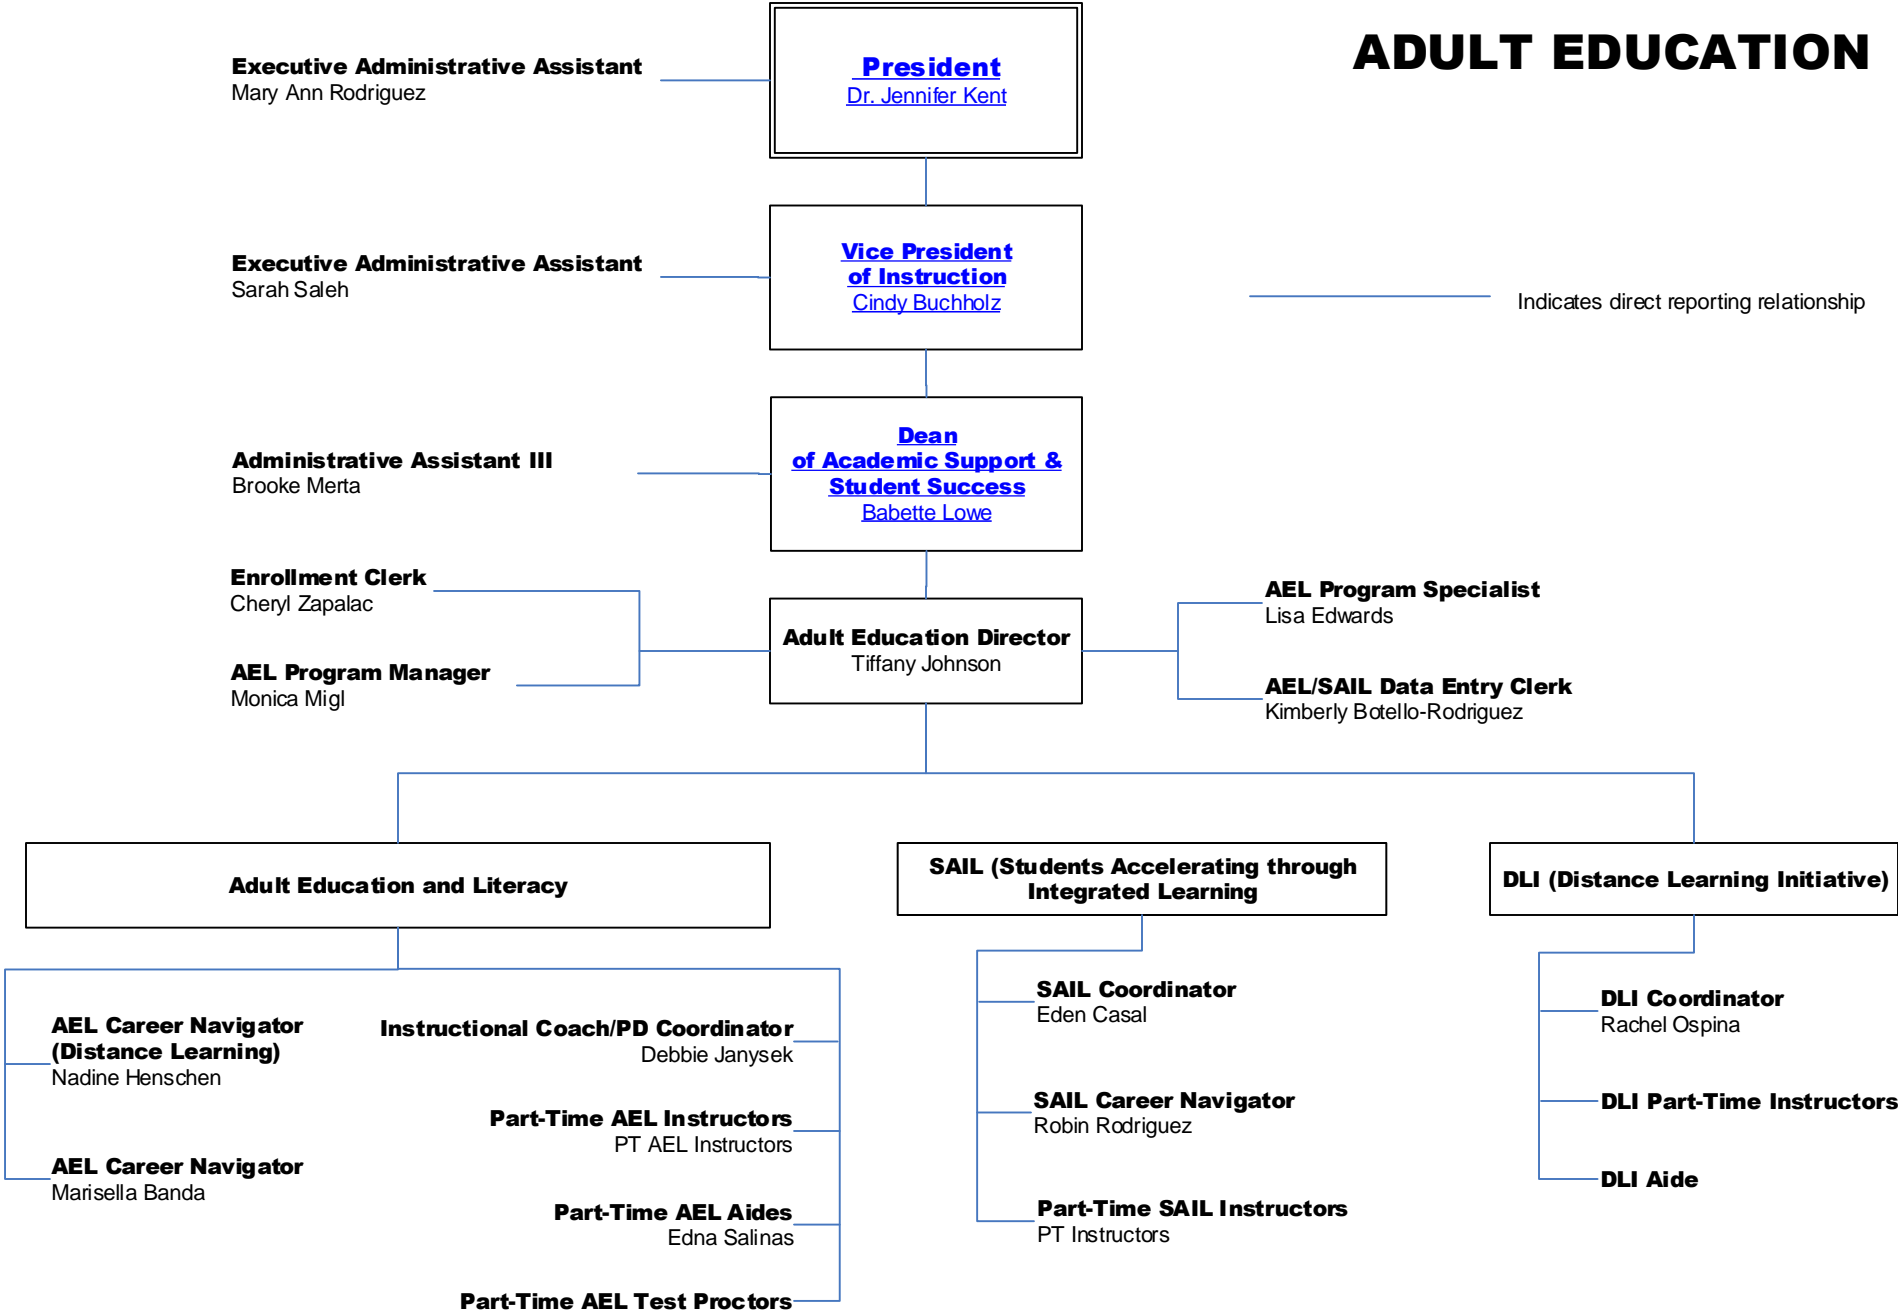 ADULT EDUCATION
Executive Administrative Assistant
Mary Ann Rodriguez
President
Dr. Jennifer Kent
Executive Administrative Assistant
Sarah Saleh
Vice President
of Instruction
Cindy Buchholz
Indicates direct reporting relationship
Administrative Assistant III
Brooke Merta
Dean
of Academic Support &
Student Success
Babette Lowe
Enrollment Clerk
Cheryl Zapalac
AEL Program Manager
Monica Migl
Adult Education Director
Tiffany Johnson
AEL Program Specialist
Lisa Edwards
AEL/SAIL Data Entry Clerk
Kimberly Botello-Rodriguez
Adult Education and Literacy
AEL Career Navigator
(Distance Learning)
Nadine Henschen
AEL Career Navigator
Marisella Banda
Instructional Coach/PD Coordinator
Debbie Janysek
Part-Time AEL Instructors
PT AEL Instructors
Part-Time AEL Aides
Edna Salinas
Part-Time AEL Test Proctors
SAIL (Students Accelerating through
Integrated Learning
SAIL Coordinator
Eden Casal
SAIL Career Navigator
Robin Rodriguez
Part-Time SAIL Instructors
PT Instructors
DLI (Distance Learning Initiative)
DLI Coordinator
Rachel Ospina
DLI Part-Time Instructors
DLI Aide